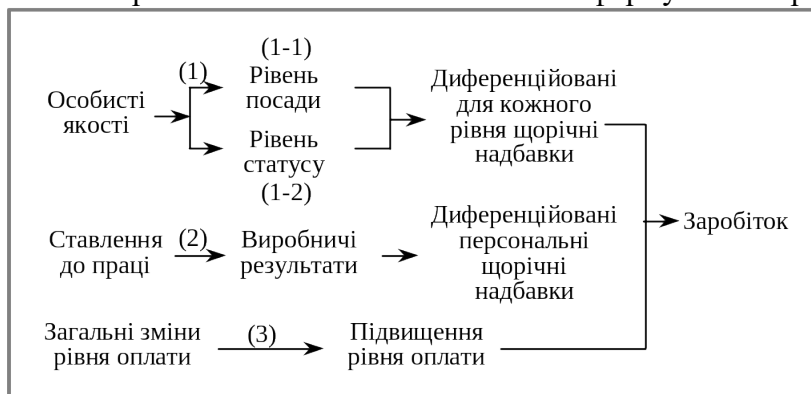 (1-1)
(1)
Рівень
посади
Особисті
якості
Рівень
статусу
(1-2)
Диференційовані
для кожного
рівня щорічні
надбавки
Ставлення
до праці
(2)
Виробничі
результати
Диференційовані
персональні
щорічні
надбавки
Заробіток
Загальні зміни
рівня оплати
(3)
Підвищення
рівня оплати